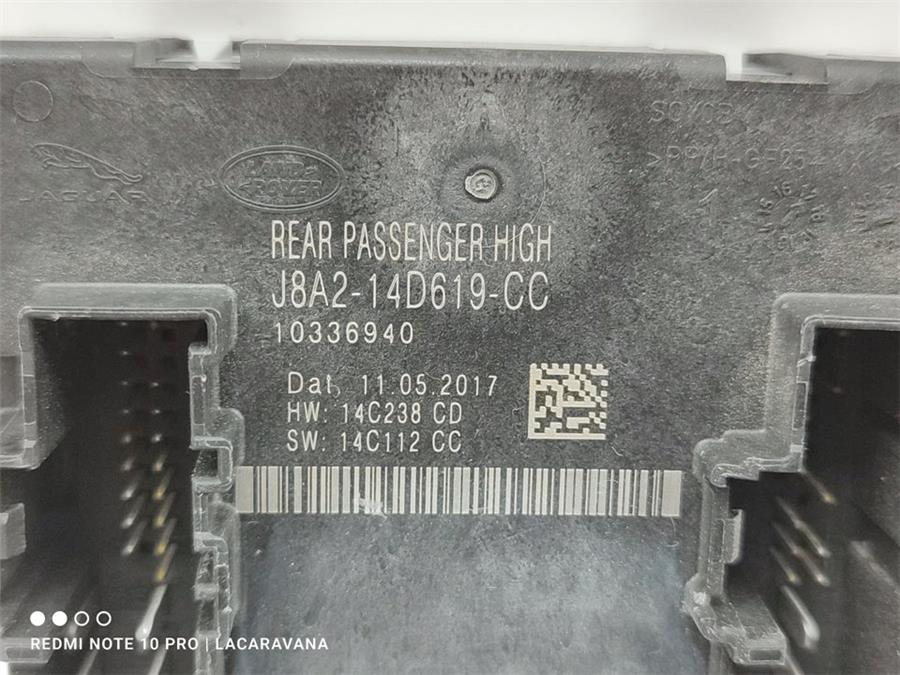 JAGUAR
LAND
ROVER
REAR PASSENGER HIGH
J8A2-14D619-CC
10336940
Dat, 11.05.2017
HW: 14C238 CD
SW: 14C112 CC
REDMI NOTE 10 PRO | LACARAVANA